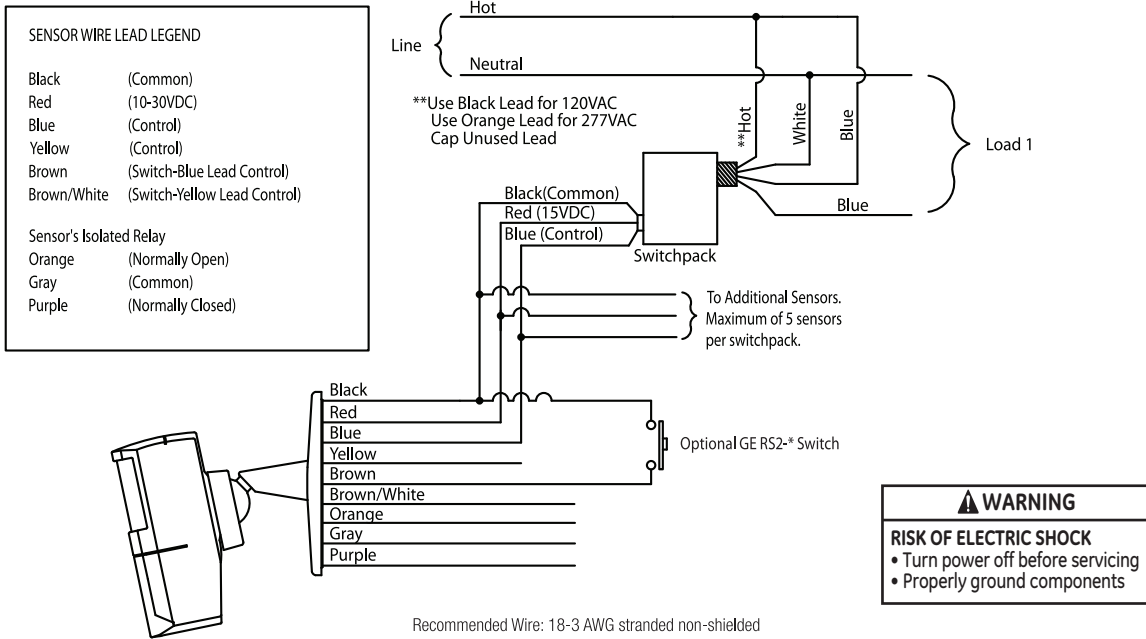 SENSOR WIRE LEAD LEGEND
Black (Common)
Red (10-30VDC)
Blue (Control)
Yellow (Control)
Brown (Switch-Blue Lead Control)
Brown/White (Switch-Yellow Lead Control)
Sensor's Isolated Relay
Orange (Normally Open)
Gray (Common)
Purple (Normally Closed)
Hot
Line
Neutral
**Use Black Lead for 120VAC
Use Orange Lead for 277VAC
Cap Unused Lead
**Hot
White
Blue
Load 1
Blue
Black(Common)
Red (15VDC)
Blue (Control)
Switchpack
To Additional Sensors.
Maximum of 5 sensors
per switchpack.
Black
Red
Blue
Yellow
Brown
Brown/White
Orange
Gray
Purple
Optional GE RS2-* Switch
WARNING
RISK OF ELECTRIC SHOCK
• Turn power off before servicing
• Properly ground components
Recommended Wire: 18-3 AWG stranded non-shielded